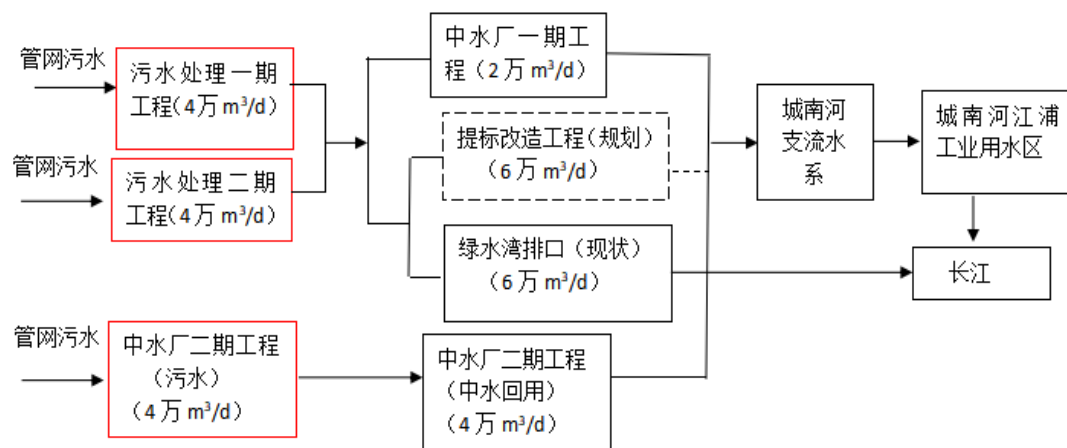 管网污水
污水处理一期
工程(4万 m³/d)
管网污水
污水处理二期
工程(4万 m³/d)
中水厂一期工
程（2 万 m³/d）
提标改造工程（规划）
（6 万 m³/d）
绿水湾排口（现状）
（6 万 m³/d）
城南河
支流水
系
城南河江浦
工业用水区
长江
管网污水
中水厂二期工程
（污水）
（4 万 m³/d）
中水厂二期工程
（中水回用）
（4 万 m³/d）